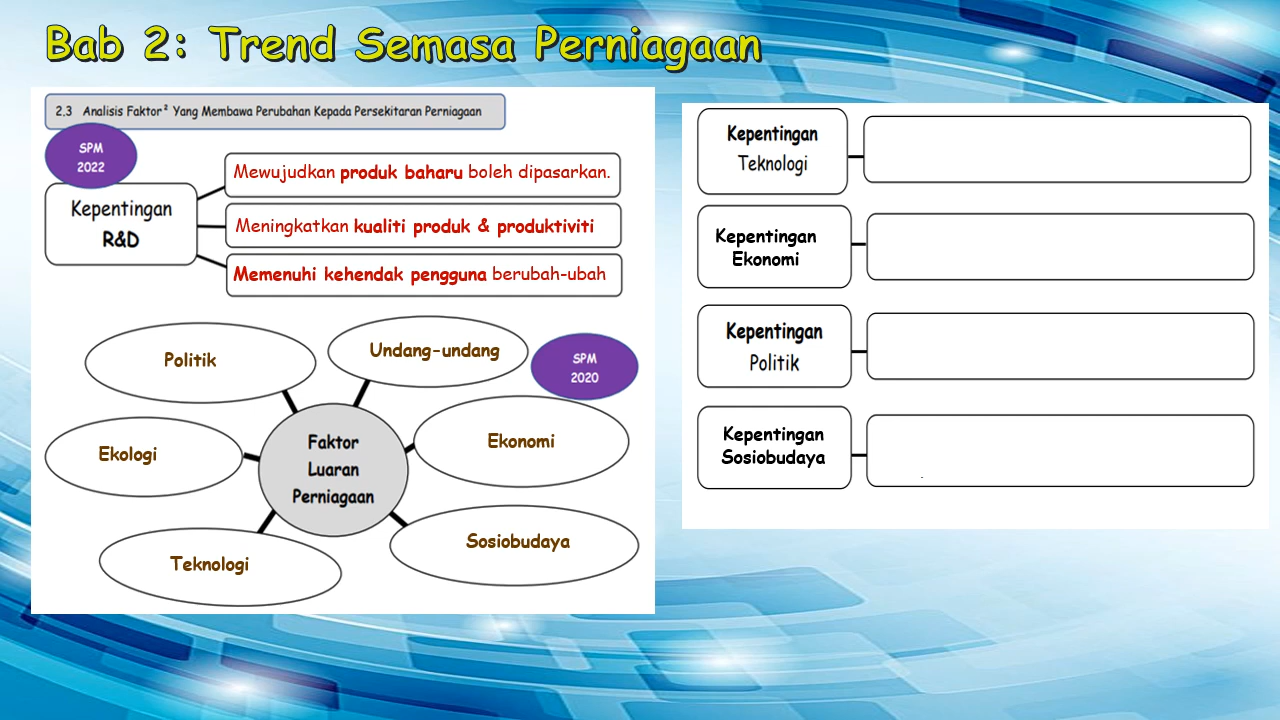 Bab 2: Trend Semasa Perniagaan
2.3 Analisis Faktor² Yang Membawa Perubahan Kepada Persekitaran Perniagaan
SPM
2022
Kepentingan
R&D
Mewujudkan produk baharu boleh dipasarkan.
Meningkatkan kualiti produk & produktiviti
Memenuhi kehendak pengguna berubah-ubah
Politik
Undang-undang
SPM
2020
Ekologi
Faktor
Luaran
Perniagaan
Ekonomi
Teknologi
Sosiobudaya
Kepentingan
Teknologi
Kepentingan
Ekonomi
Kepentingan
Politik
Kepentingan
Sosiobudaya